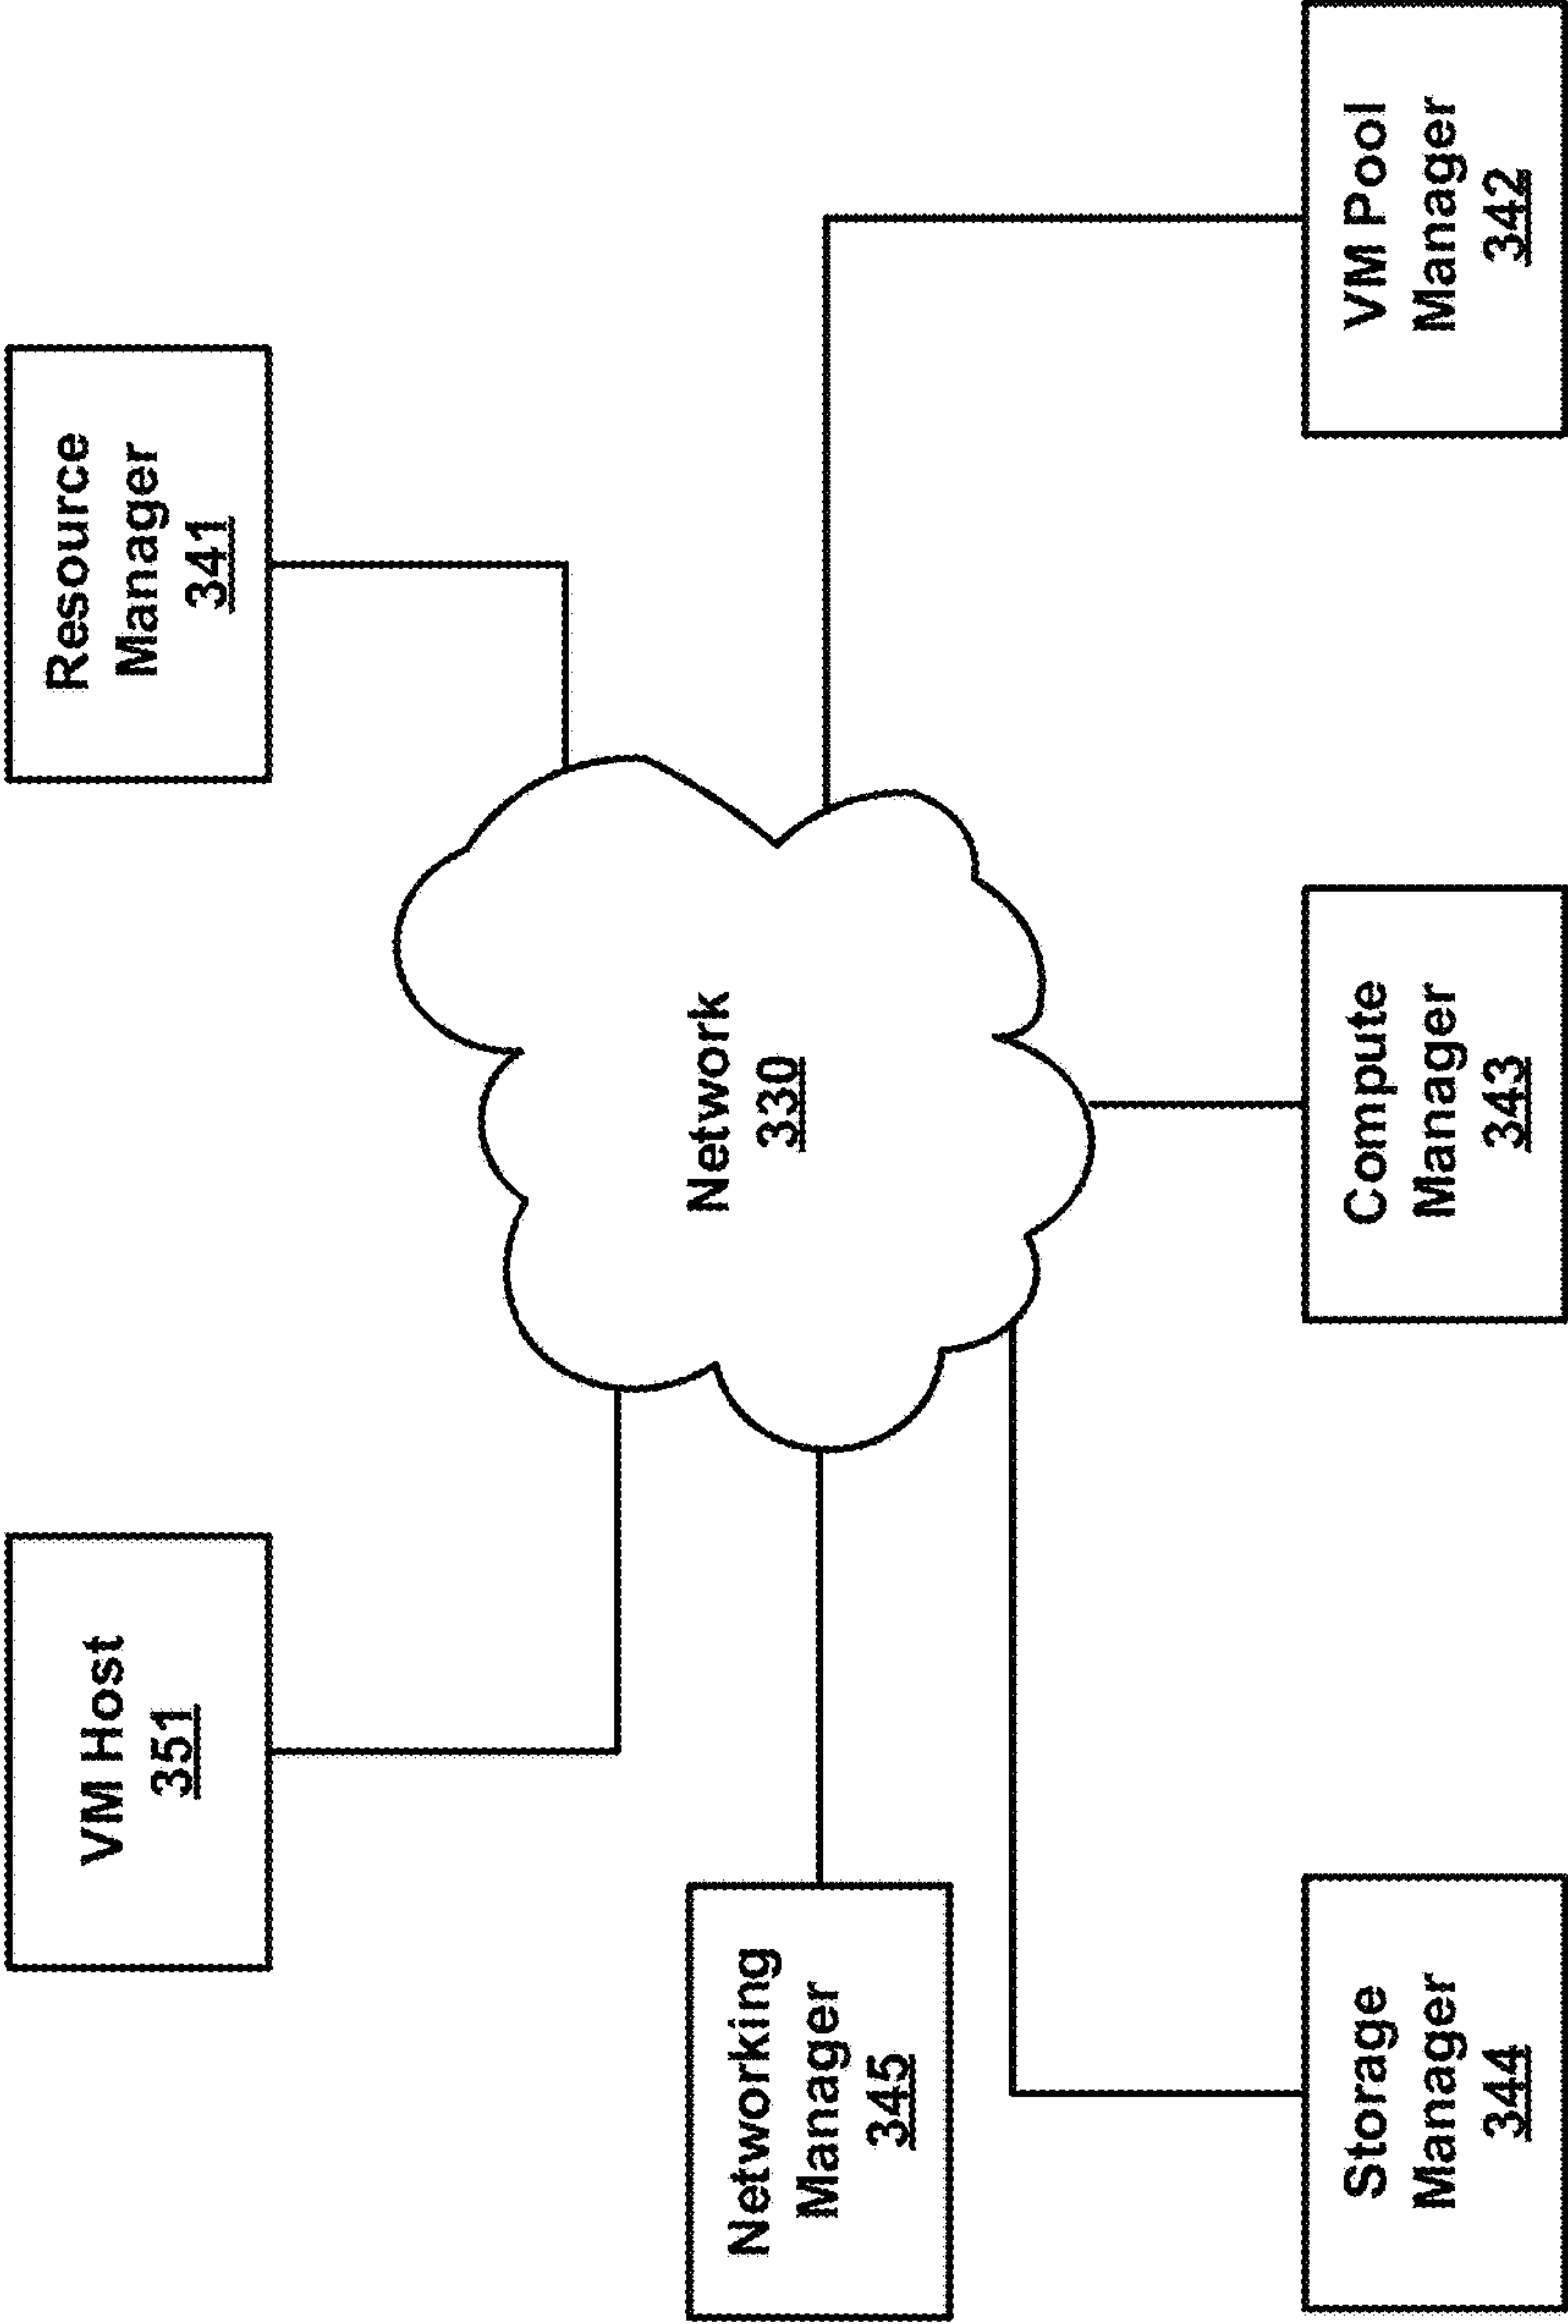 VM Host
351
Resource
Manager
341
Network
330
Networking
Manager
345
Storage
Manager
344
Compute
Manager
343
VM Pool
Manager
342